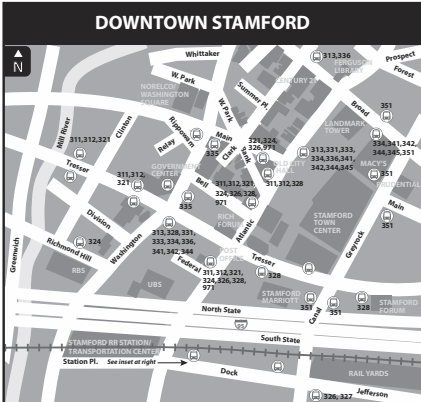 DOWNTOWN STAMFORD
N
Whittaker
313,336
FERGUSON
LIBRARY
Prospect
Forest
W. Park
CENTURY 21
NORELCO/
WASHINGTON
SQUARE
Summer Pl.
W. Park
Broad
351
LANDMARK
TOWER
Mill River
Clinton
Rippowam
Relay
Main
Clark
Bank
335
321,324,
326,971
OLD CITY
HALL
313,331,333,
334,336,341,
342,344,345
334,341,342,
344,345,351
311,312,321
Tresser
GOVERNMENT
CENTER
MACY'S
351
PRUDENTIAL
311,312,
321
Bell
311,312,328
311,312,321,
324,326,328,
971
335
Main
351
Division
RICH
FORUM
Atlantic
STAMFORD
TOWN
CENTER
Greyrock
Greenwich
Richmond Hill
324
RBS
Washington
313,328,331,
333,334,336,
341,342,344
POST
OFFICE
Tresser
328
Federal
311,312,321,
324,326,328,
971
UBS
STAMFORD
MARRIOTT
351
Canal
351
328
STAMFORD
FORUM
North State
95
South State
STAMFORD RR STATION/
TRANSPORTATION CENTER
Station Pl.
See inset at right
Dock
RAIL YARDS
Jefferson
326, 327